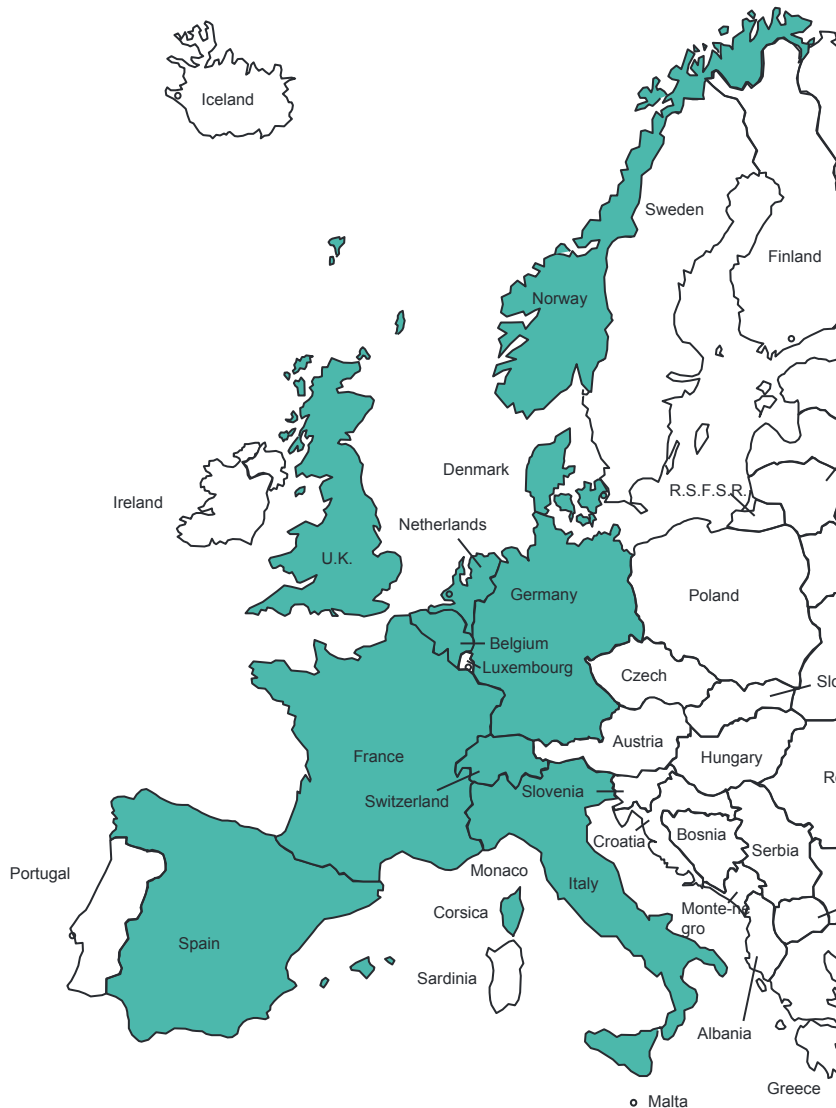 Iceland
Sweden
Finland
Norway
Denmark
R.S.F.S.R.
Ireland
Netherlands
U.K.
Germany
Poland
Belgium
Luxembourg
Czech
Slo
Austria
France
Hungary
Switzerland
Slovenia
Re
Croatia
Bosnia
Serbia
Portugal
Monaco
Italy
Corsica
Monte-ne
gro
Spain
Sardinia
Albania
Greece
Malta